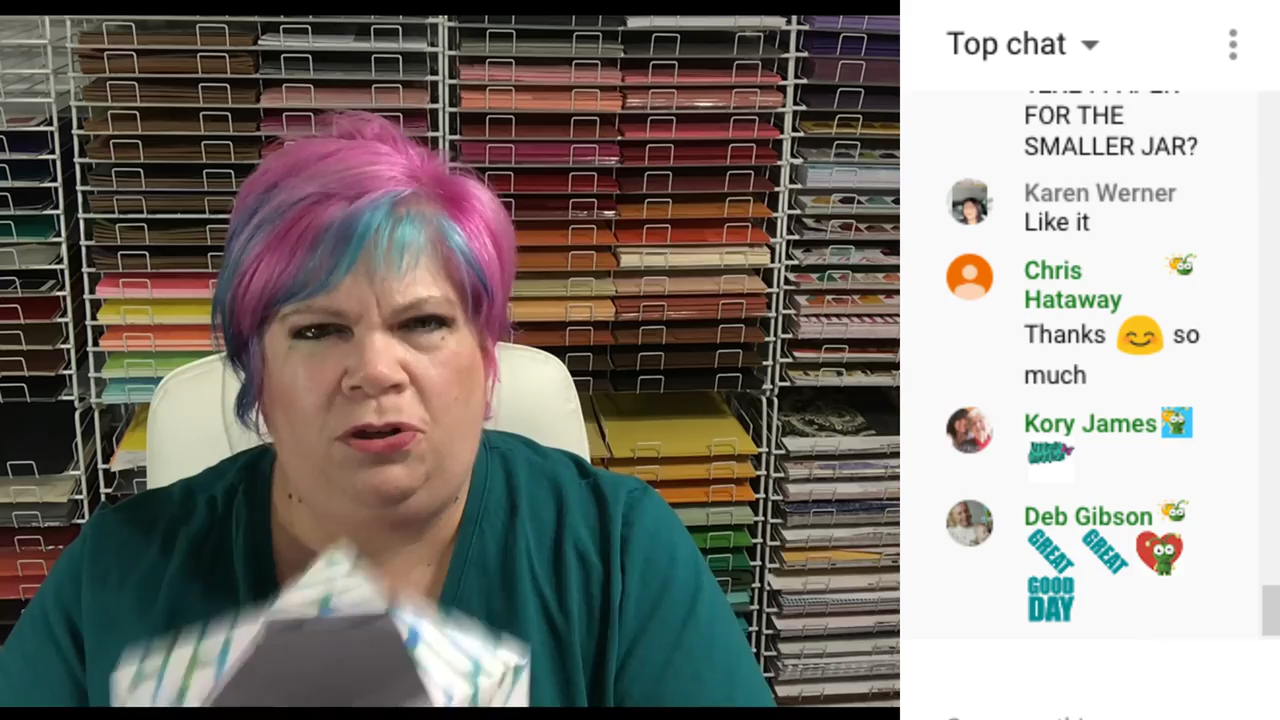 Top chat
FOR THE
SMALLER JAR?
Karen Werner
Like it
Chris
Hataway
Thanks 😊 so
much
Kory James
Deb Gibson
GREAT GREAT
GOOD
DAY